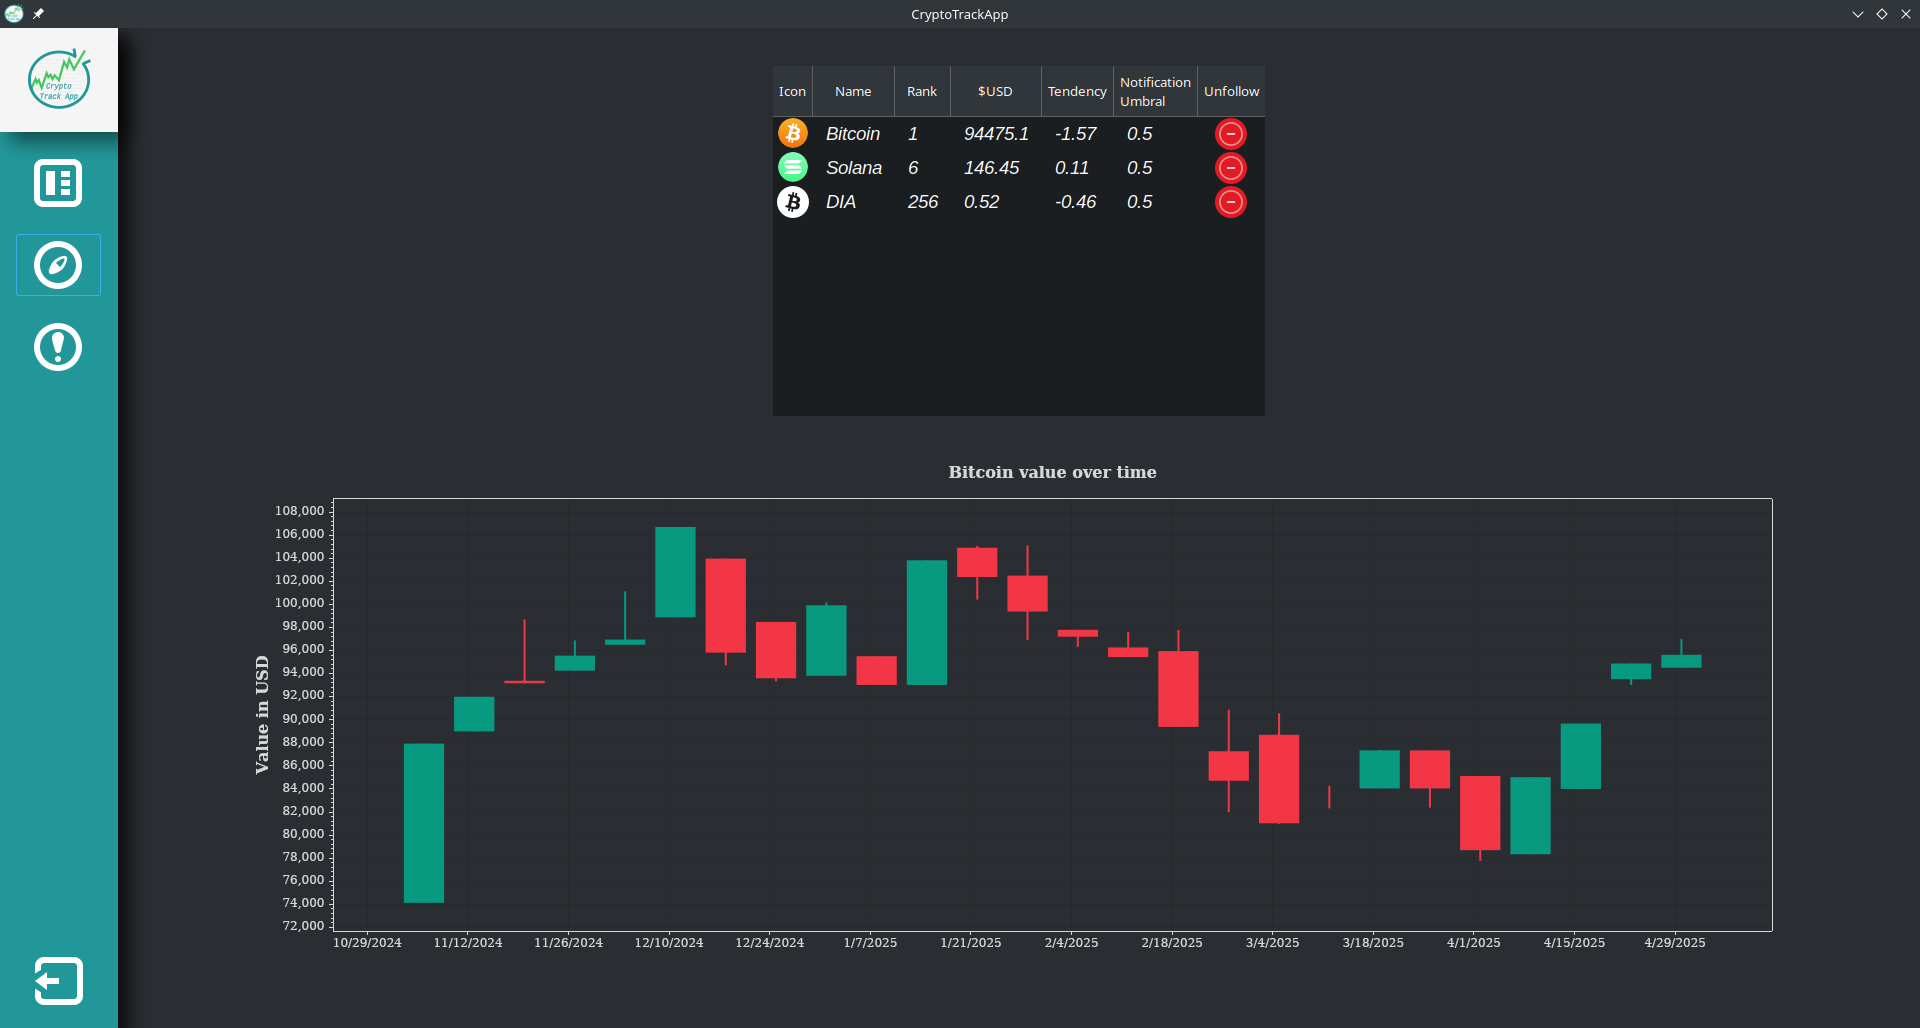 CryptoTrackApp
Crypto
Track App
Icon Name Rank $USD Tendency Notification Umbral Unfollow
Bitcoin 1 94475.1 -1.57 0.5
Solana 6 146.45 0.11 0.5
DIA 256 0.52 -0.46 0.5
Bitcoin value over time
Value in USD
108,000
106,000
104,000
102,000
100,000
98,000
96,000
94,000
92,000
90,000
88,000
86,000
84,000
82,000
80,000
78,000
76,000
74,000
72,000
10/29/2024 11/12/2024 11/26/2024 12/10/2024 12/24/2024 1/7/2025 1/21/2025 2/4/2025 2/18/2025 3/4/2025 3/18/2025 4/1/2025 4/15/2025 4/29/2025